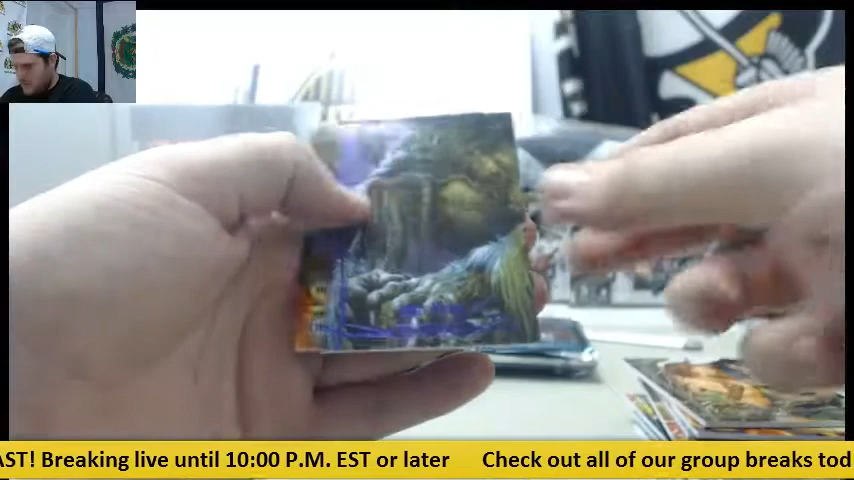 AST! Breaking live until 10:00 P.M. EST or later Check out all of our group breaks tod